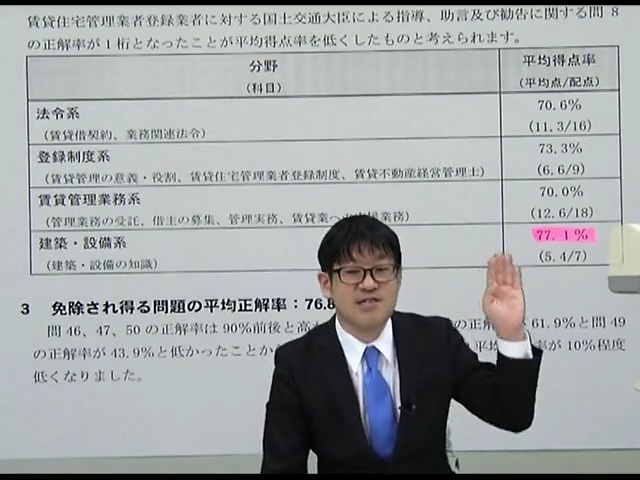 賃貸住宅管理業者登録業者に対する国土交通大臣による指導、助言及び勧告に関する問 8
の正解率が1桁となったことが平均得点率を低くしたものと考えられます。
分野
(科目)
平均得点率
(平均点/配点)
法令系
(賃貸借契約、業務関連法令)
70.6%
(11.3/16)
登録制度系
(賃貸管理の意義・役割、賃貸住宅管理業者登録制度、賃貸不動産経営管理士)
73.3%
(6.6/9)
賃貸管理業務系
(管理業務の受託、借主の募集、管理実務、賃貸業への支援業務)
70.0%
(12.6/18)
建築・設備系
(建築・設備の知識)
77.1%
(5.4/7)
3 免除され得る問題の平均正解率：76.8
問 46、47、50 の正解率は 90%前後と高 61.9%と問 49
の正解率が 43.9%と低かったことか 率が 10%程度
低くなりました。